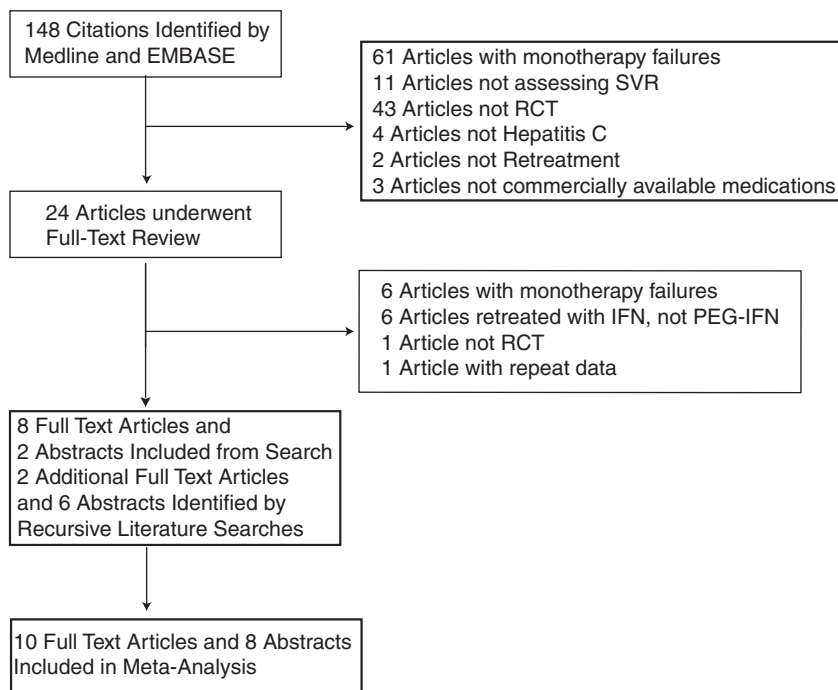 148 Citations Identified by
Medline and EMBASE
61 Articles with monotherapy failures
11 Articles not assessing SVR
43 Articles not RCT
4 Articles not Hepatitis C
2 Articles not Retreatment
3 Articles not commercially available medications
24 Articles underwent
Full-Text Review
6 Articles with monotherapy failures
6 Articles retreated with IFN, not PEG-IFN
1 Article not RCT
1 Article with repeat data
8 Full Text Articles and
2 Abstracts Included from Search
2 Additional Full Text Articles
and 6 Abstracts Identified by
Recursive Literature Searches
10 Full Text Articles and 8 Abstracts
Included in Meta-Analysis